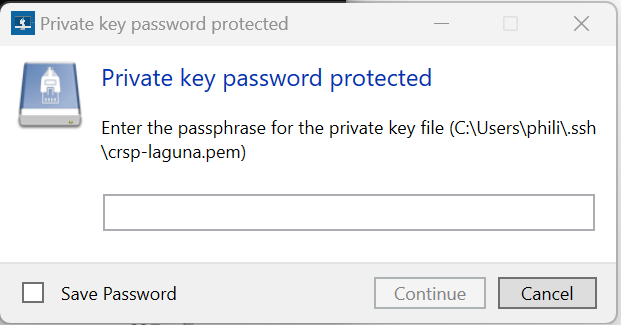 Private key password protected
Private key password protected
Enter the passphrase for the private key file (C:\Users\phili\.ssh
\crsp-laguna.pem)
Save Password
Continue
Cancel